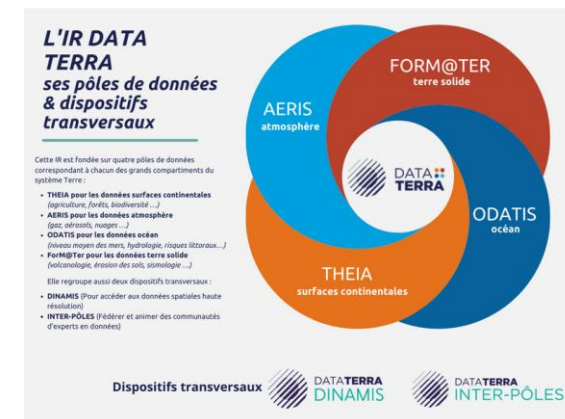 L'IR DATA
TERRA
ses pôles de données
& dispositifs
transversaux
Cette IR est fondée sur quatre pôles de données
correspondant à chacun des grands compartiments du
système Terre :
• THEIA pour les données surfaces continentales
(agriculture, forêts, biodiversité ...)
• AERIS pour les données atmosphère
(gaz, aérosols, nuages ...)
• ODATIS pour les données océan
(niveau moyen des mers, hydrologie, risques littoraux...)
• ForM@Ter pour les données terre solide
(volcanologie, érosion des sols, sismologie ...)
Elle regroupe aussi deux dispositifs transversaux :
• DINAMIS (Pour accéder aux données spatiales haute
résolution)
• INTER-PÔLES (Fédérer et animer des communautés
d'experts en données)
FORM@TER
terre solide
AERIS
atmosphère
DATA
TERRA
ODATIS
océan
THEIA
surfaces continentales
Dispositifs transversaux
DATATERRA
DINAMIS
DATATERRA
INTER-PÔLES